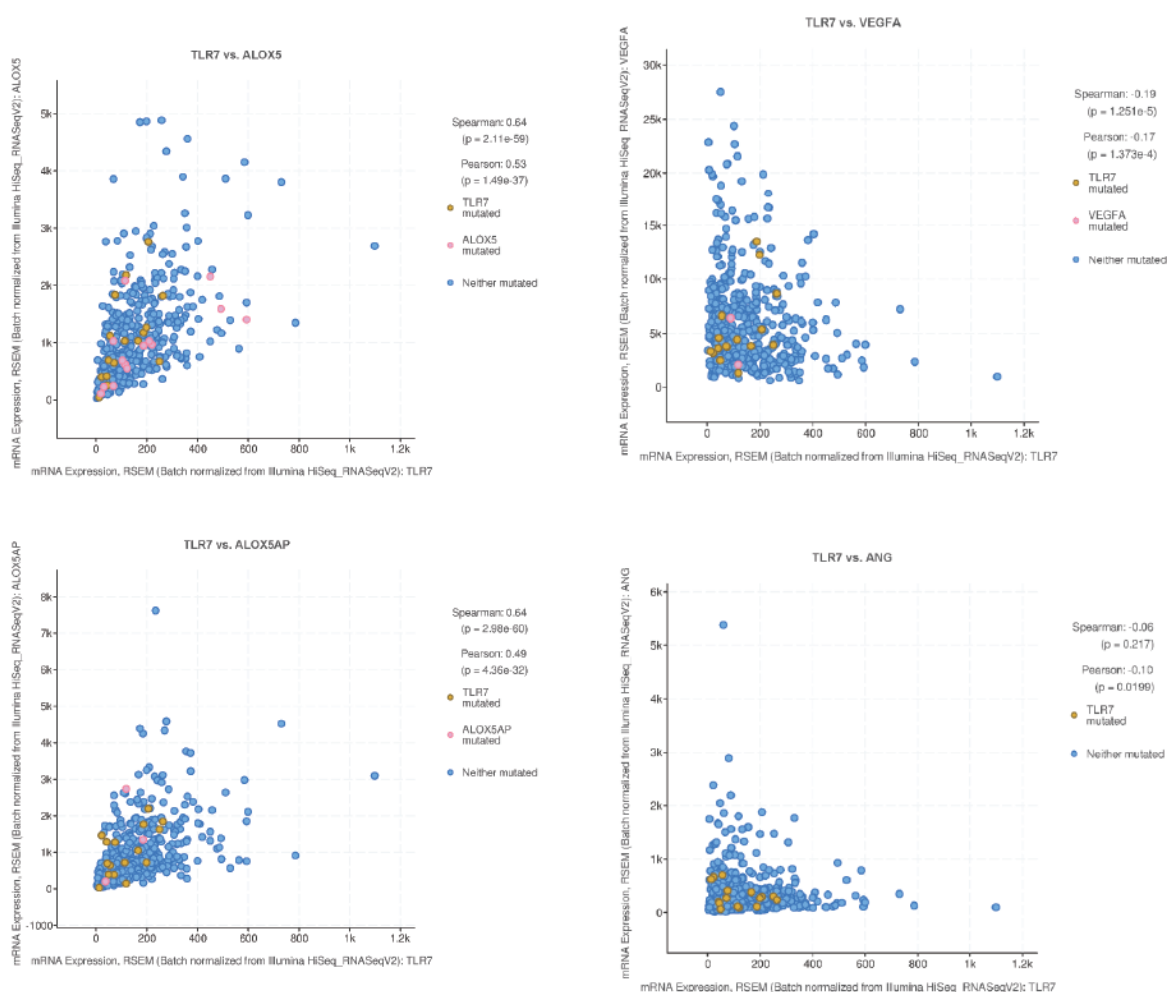 TLR7 vs. ALOX5
mRNA Expression, RSEM (Batch normalized from Illumina HiSeq_RNASeqV2): ALOX5
5k
4k
3k
2k
1k
0
0
200
400
600
800
1k
1.2k
mRNA Expression, RSEM (Batch normalized from Illumina HiSeq_RNASeqV2): TLR7
Spearman: 0.64
(p = 2.11e-59)
Pearson: 0.53
(p = 1.49e-37)
TLR7
mutated
ALOX5
mutated
Neither mutated
TLR7 vs. VEGFA
mRNA Expression, RSEM (Batch normalized from Illumina HiSeq_RNASeqV2): VEGFA
30k
25k
20k
15k
10k
5k
0
0
200
400
600
800
1k
1.2k
mRNA Expression, RSEM (Batch normalized from Illumina HiSeq_RNASeqV2): TLR7
Spearman: -0.19
(p = 1.251e-5)
Pearson: -0.17
(p = 1.373e-4)
TLR7
mutated
VEGFA
mutated
Neither mutated
TLR7 vs. ALOX5AP
mRNA Expression, RSEM (Batch normalized from Illumina HiSeq_RNASeqV2): ALOX5AP
8k
7k
6k
5k
4k
3k
2k
1k
0
-1000
0
200
400
600
800
1k
1.2k
mRNA Expression, RSEM (Batch normalized from Illumina HiSeq_RNASeqV2): TLR7
Spearman: 0.64
(p = 2.98e-60)
Pearson: 0.49
(p = 4.36e-32)
TLR7
mutated
ALOX5AP
mutated
Neither mutated
TLR7 vs. ANG
mRNA Expression, RSEM (Batch normalized from Illumina HiSeq_RNASeqV2): ANG
6k
5k
4k
3k
2k
1k
0
0
200
400
600
800
1k
1.2k
mRNA Expression, RSEM (Batch normalized from Illumina HiSeq_RNASeqV2): TLR7
Spearman: -0.06
(p = 0.217)
Pearson: -0.10
(p = 0.0199)
TLR7
mutated
Neither mutated